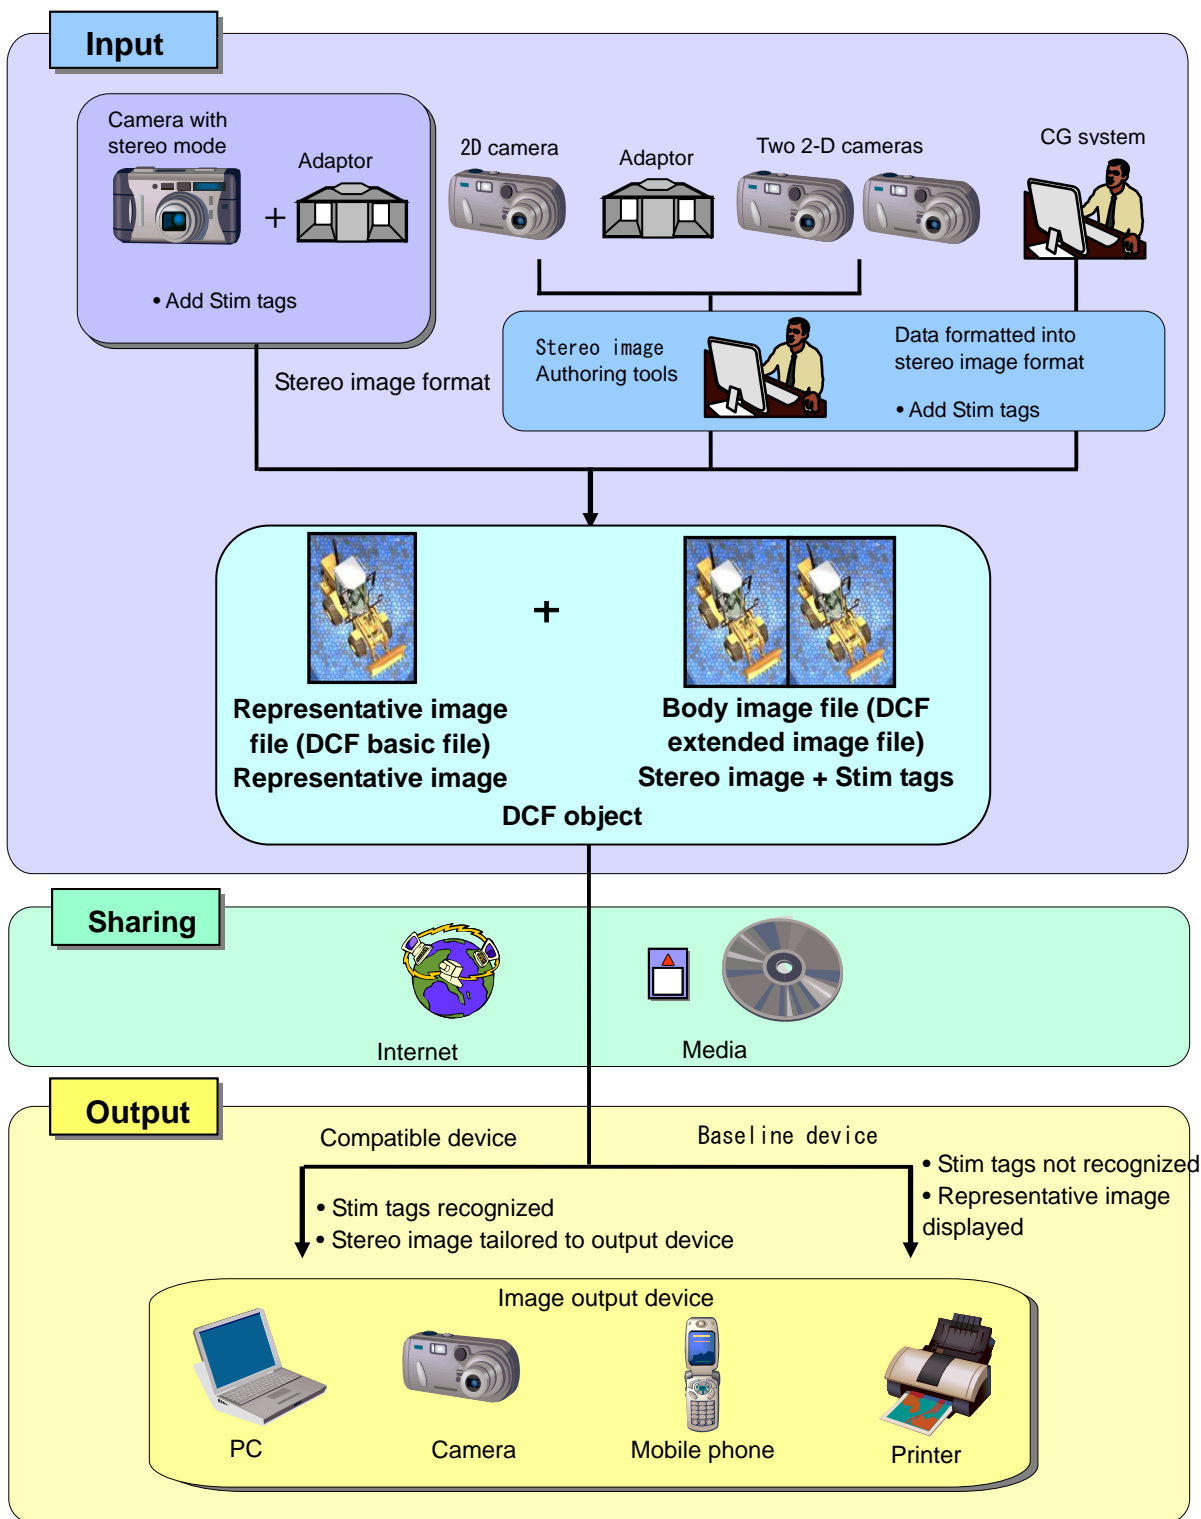 Input
Camera with
stereo mode
Adaptor
+
• Add Stim tags
2D camera
Adaptor
Two 2-D cameras
CG system
Stereo image format
Stereo image
Authoring tools
Data formatted into
stereo image format
• Add Stim tags
+
Representative image
file (DCF basic file)
Representative image
Body image file (DCF
extended image file)
Stereo image + Stim tags
DCF object
Sharing
Internet
Media
Output
Compatible device
Baseline device
• Stim tags recognized
• Stereo image tailored to output device
• Stim tags not recognized
• Representative image
displayed
Image output device
PC
Camera
Mobile phone
Printer